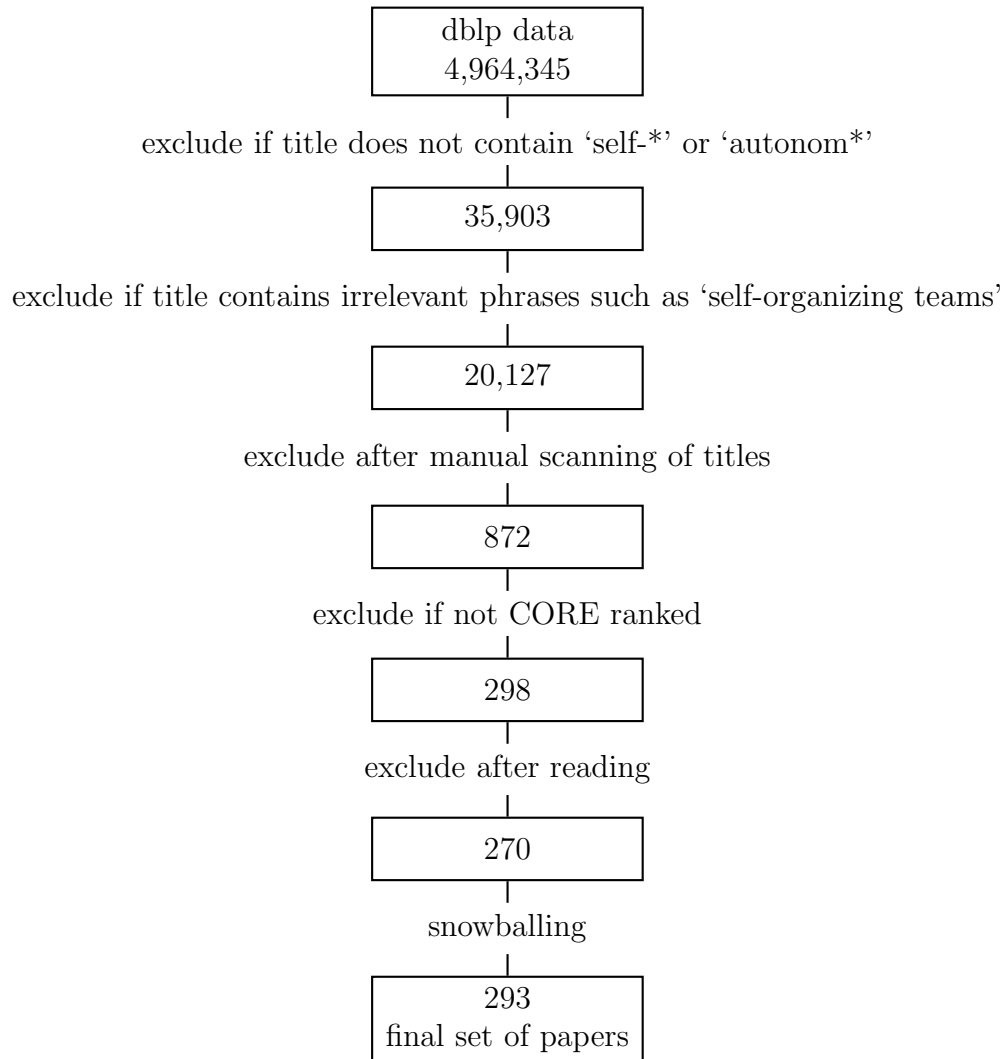 dblp data
4,964,345
exclude if title does not contain ‘self-*’ or ‘autonom*’
35,903
exclude if title contains irrelevant phrases such as ‘self-organizing teams’
20,127
exclude after manual scanning of titles
872
exclude if not CORE ranked
298
exclude after reading
270
snowballing
293
final set of papers